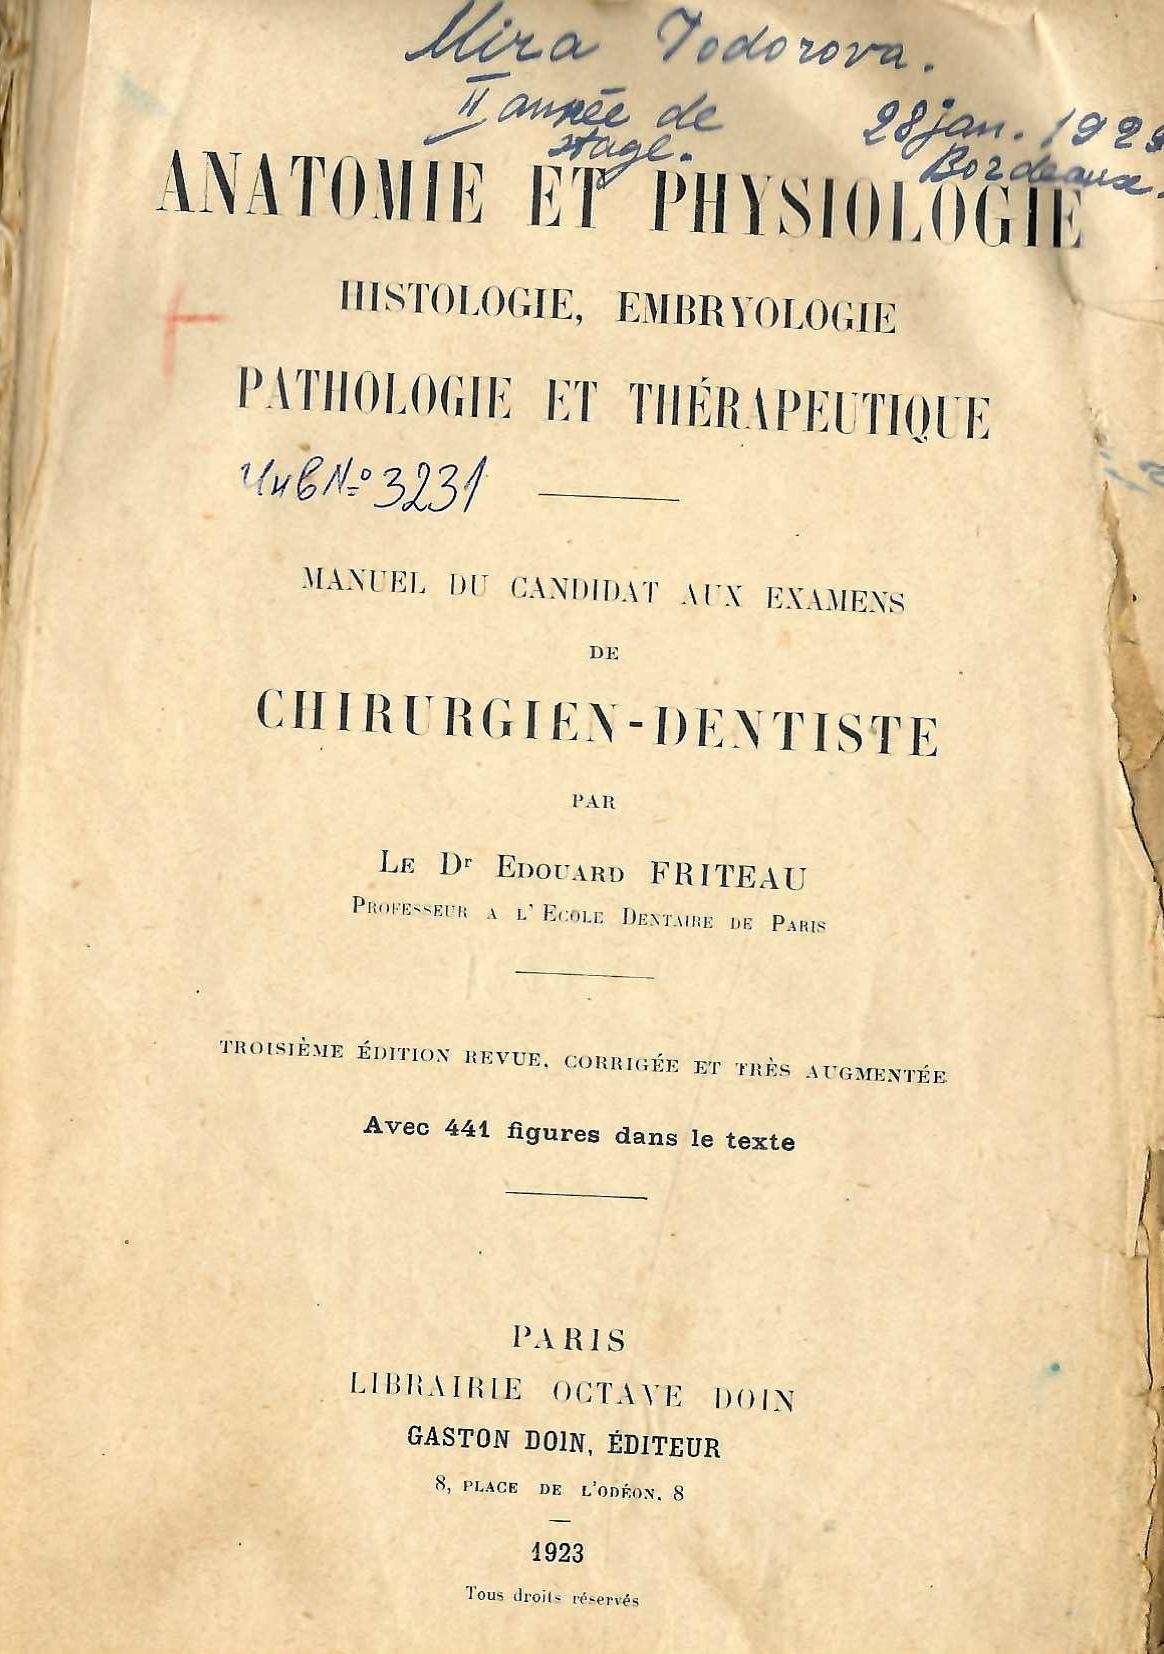 Mira Todorova.
II année de
stage.
28 jan. 1929
Bordeaux.
ANATOMIE ET PHYSIOLOGIE
HISTOLOGIE, EMBRYOLOGIE
PATHOLOGIE ET THÉRAPEUTIQUE
Инв № 3231
MANUEL DU CANDIDAT AUX EXAMENS
DE
CHIRURGIEN-DENTISTE
PAR
LE Dr EDOUARD FRITEAU
PROFESSEUR A L'ECOLE DENTAIRE DE PARIS
TROISIÈME ÉDITION REVUE, CORRIGÉE ET TRÈS AUGMENTÉE
Avec 441 figures dans le texte
PARIS
LIBRAIRIE OCTAVE DOIN
GASTON DOIN, ÉDITEUR
8, PLACE DE L'ODÉON, 8
1923
Tous droits réservés